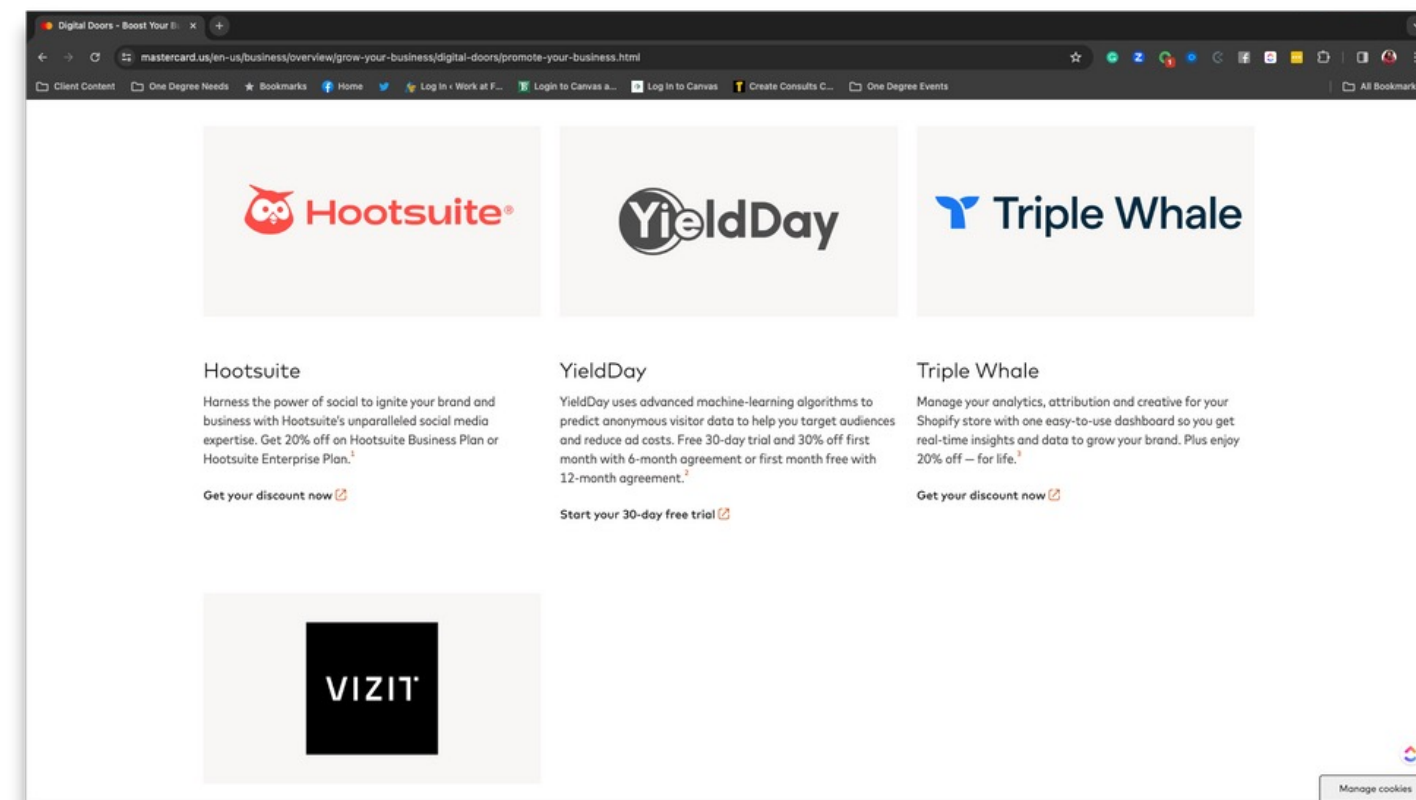 Digital Doors - Boost Your B
mastercard.us/en-us/business/overview/grow-your-business/digital-doors/promote-your-business.html
Client Content One Degree Needs Bookmarks Home Log In ‹ Work at F... Login to Canvas a... Log In to Canvas Create Consults C... One Degree Events All Bookmark
Hootsuite®
YieldDay
Triple Whale
Hootsuite
Harness the power of social to ignite your brand and
business with Hootsuite's unparalleled social media
expertise. Get 20% off on Hootsuite Business Plan or
Hootsuite Enterprise Plan.1
Get your discount now
YieldDay
YieldDay uses advanced machine-learning algorithms to
predict anonymous visitor data to help you target audiences
and reduce ad costs. Free 30-day trial and 30% off first
month with 6-month agreement or first month free with
12-month agreement.2
Start your 30-day free trial
Triple Whale
Manage your analytics, attribution and creative for your
Shopify store with one easy-to-use dashboard so you get
real-time insights and data to grow your brand. Plus enjoy
20% off — for life.3
Get your discount now
VIZIT
Manage cookies